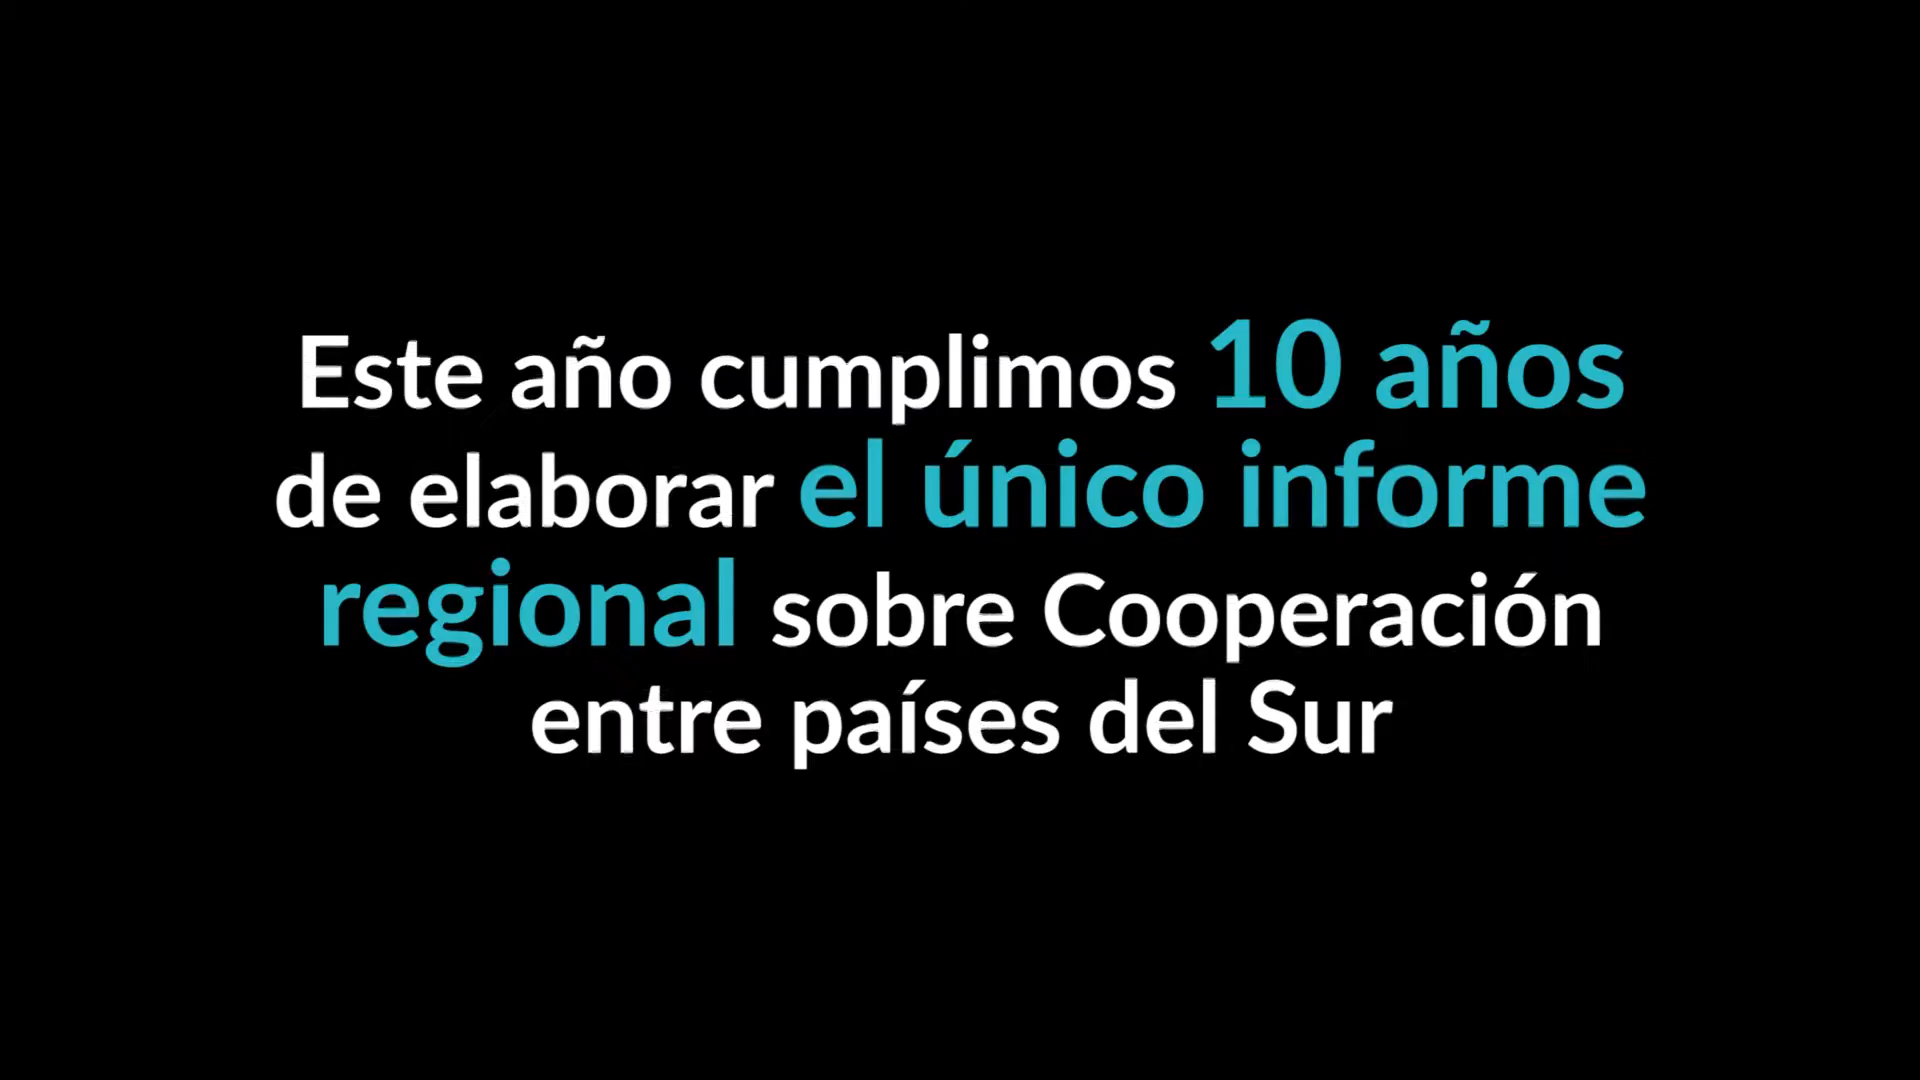 Este año cumplimos 10 años
de elaborar el único informe
regional sobre Cooperación
entre países del Sur